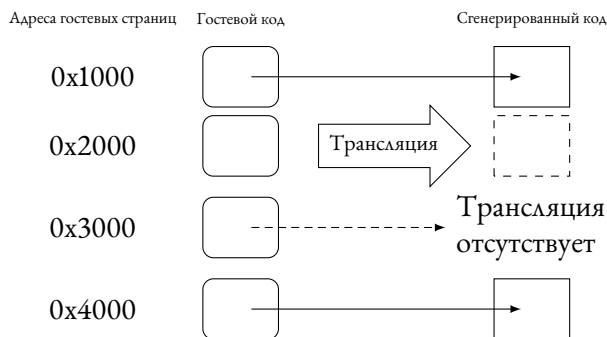 Адреса гостевых страниц Гостевой код Сгенерированный код
0x1000
0x2000 Трансляция
0x3000 Трансляция
отсутствует
0x4000